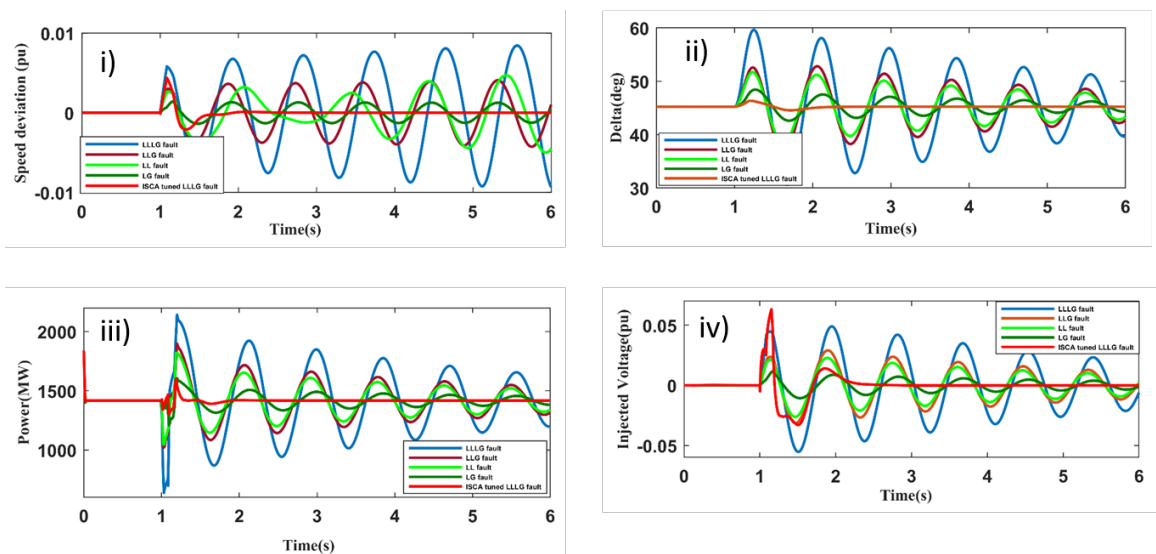 i)
Speed deviation (pu)
0.01
0
-0.01
LLLG fault
LLG fault
LL fault
LG fault
ISCA tuned LLLG fault
0 1 2 3 4 5 6
Time(s)
ii)
Delta(deg)
60
50
40
30
LLLG fault
LLG fault
LL fault
LG fault
ISCA tuned LLLG fault
0 1 2 3 4 5 6
Time(s)
iii)
Power(MW)
2000
1500
1000
LLLG fault
LLG fault
LL fault
LG fault
ISCA tuned LLLG fault
0 1 2 3 4 5 6
Time(s)
iv)
Injected Voltage(pu)
0.05
0
-0.05
LLLG fault
LLG fault
LL fault
LG fault
ISCA tuned LLLG fault
0 1 2 3 4 5 6
Time(s)